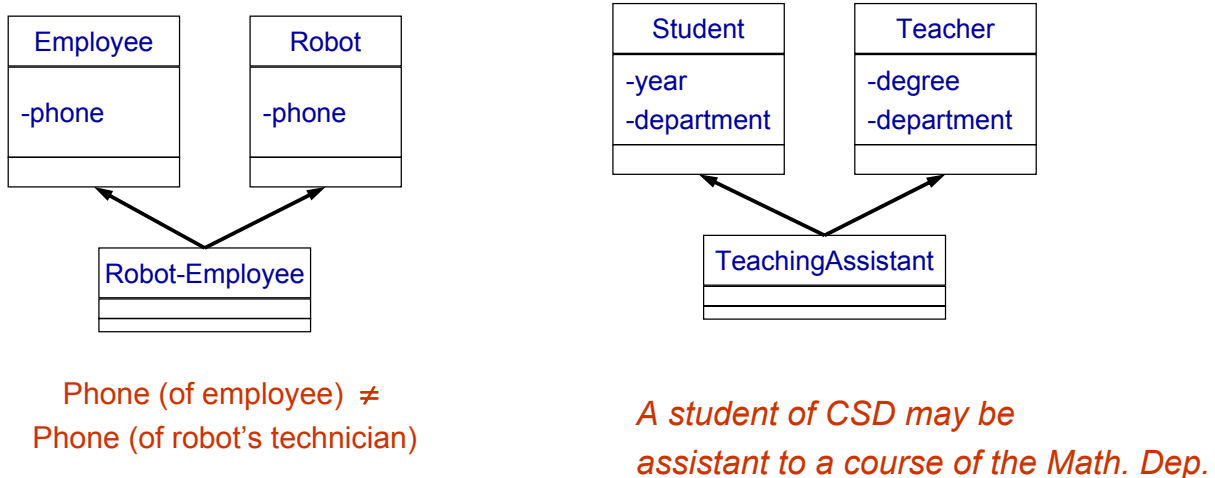 Employee
-phone
Robot
-phone
Robot-Employee
Phone (of employee) ≠
Phone (of robot's technician)
Student
-year
-department
Teacher
-degree
-department
TeachingAssistant
A student of CSD may be
assistant to a course of the Math. Dep.